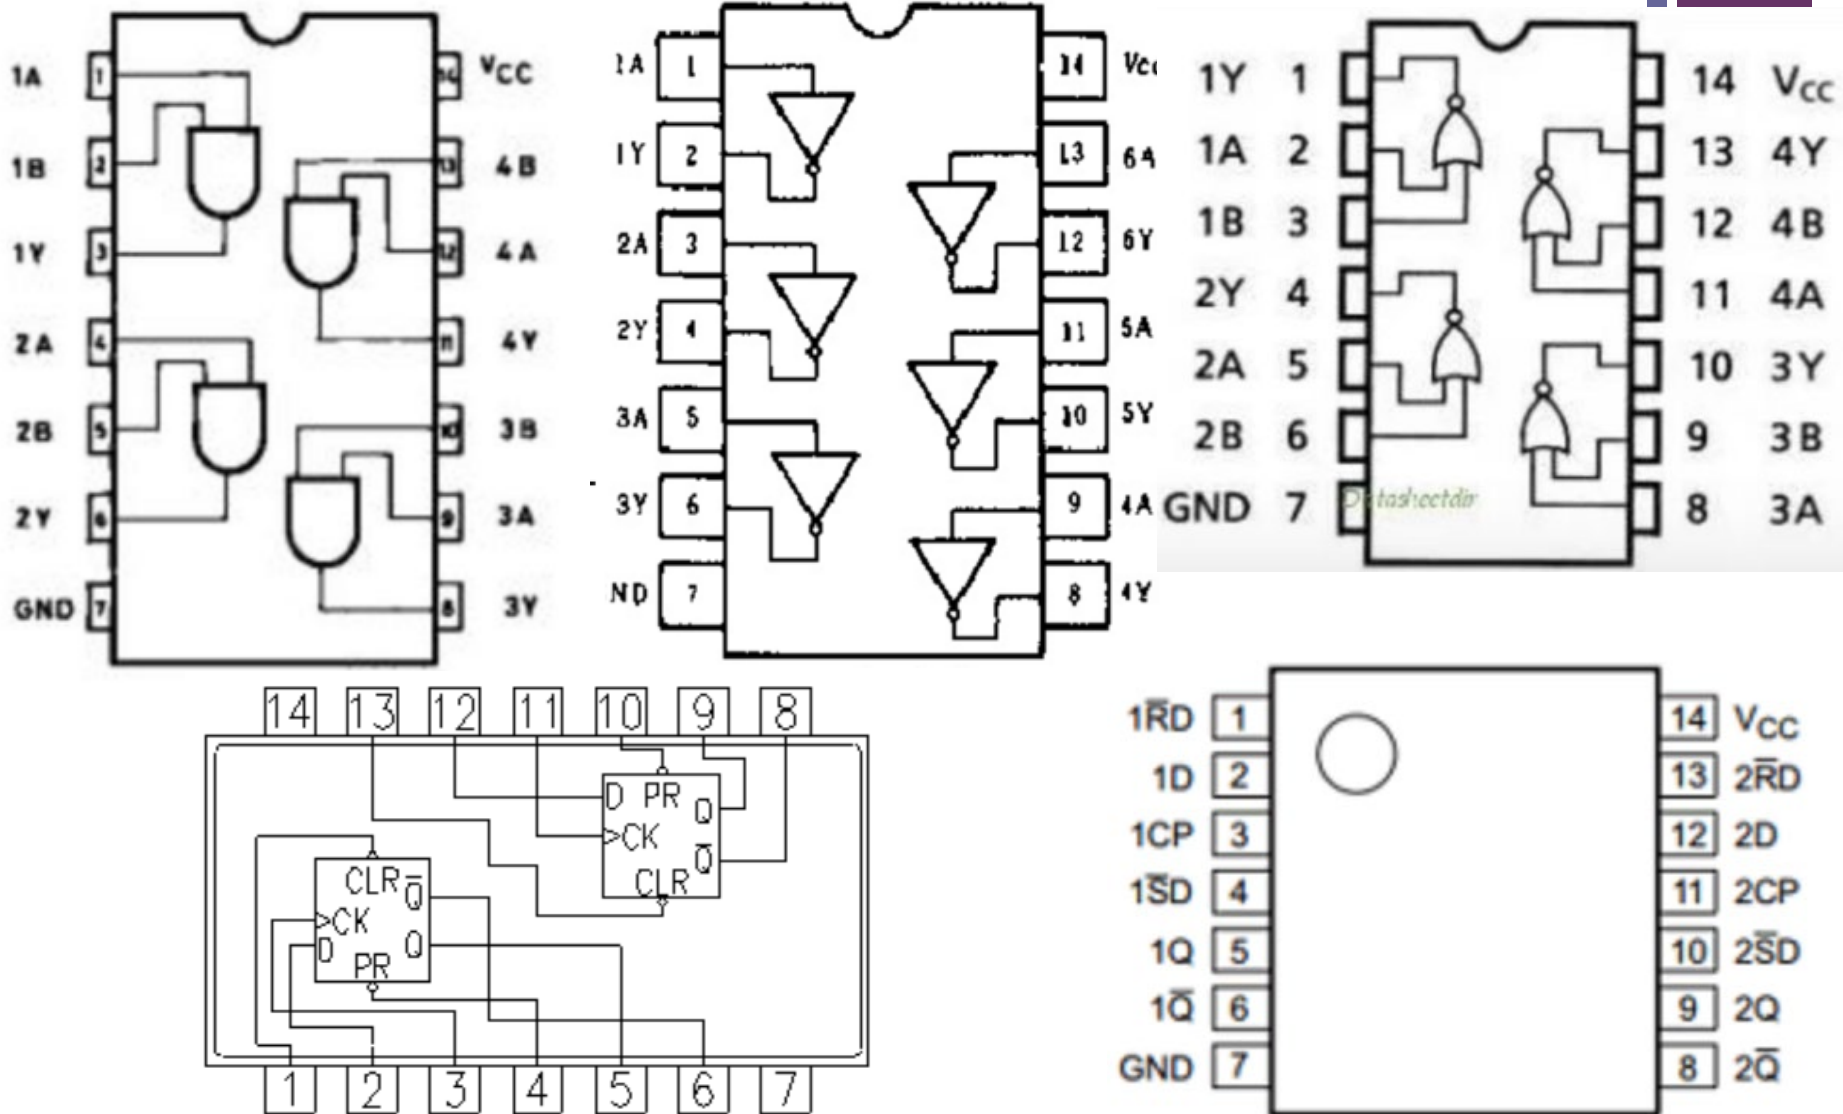 1A 1 14 VCC
1B 2 13 4B
1Y 3 12 4A
2A 4 11 4Y
2B 5 10 3B
2Y 6 9 3A
GND 7 8 3Y
1A 1 14 Vcc
1Y 2 13 6A
2A 3 12 6Y
2Y 4 11 5A
3A 5 10 5Y
3Y 6 9 4A
ND 7 8 4Y
1Y 1 14 VCC
1A 2 13 4Y
1B 3 12 4B
2Y 4 11 4A
2A 5 10 3Y
2B 6 9 3B
GND 7 Datasheetdir 8 3A
14 13 12 11 10 9 8
D PR Q
CK
Q̅
CLR
CLR Q̅
CK
D Q
PR
1 2 3 4 5 6 7
1R̅D 1 14 VCC
1D 2 13 2R̅D
1CP 3 12 2D
1S̅D 4 11 2CP
1Q 5 10 2S̅D
1Q̅ 6 9 2Q
GND 7 8 2Q̅